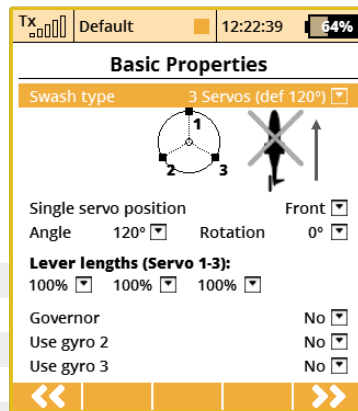 Tx Default 12:22:39 64%
Basic Properties
Swash type 3 Servos (def 120°)
1
2 3
Single servo position Front
Angle 120° Rotation 0°
Lever lengths (Servo 1-3):
100% 100% 100%
Governor No
Use gyro 2 No
Use gyro 3 No